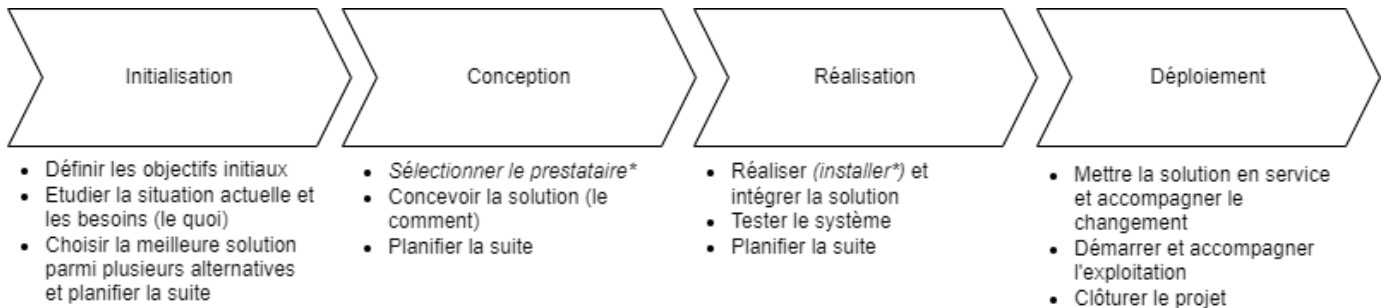 Initialisation
Conception
Réalisation
Déploiement
• Définir les objectifs initiaux
• Etudier la situation actuelle et
les besoins (le quoi)
• Choisir la meilleure solution
parmi plusieurs alternatives
et planifier la suite
• Sélectionner le prestataire*
• Concevoir la solution (le
comment)
• Planifier la suite
• Réaliser (installer*) et
intégrer la solution
• Tester le système
• Planifier la suite
• Mettre la solution en service
et accompagner le
changement
• Démarrer et accompagner
l'exploitation
• Clôturer le projet